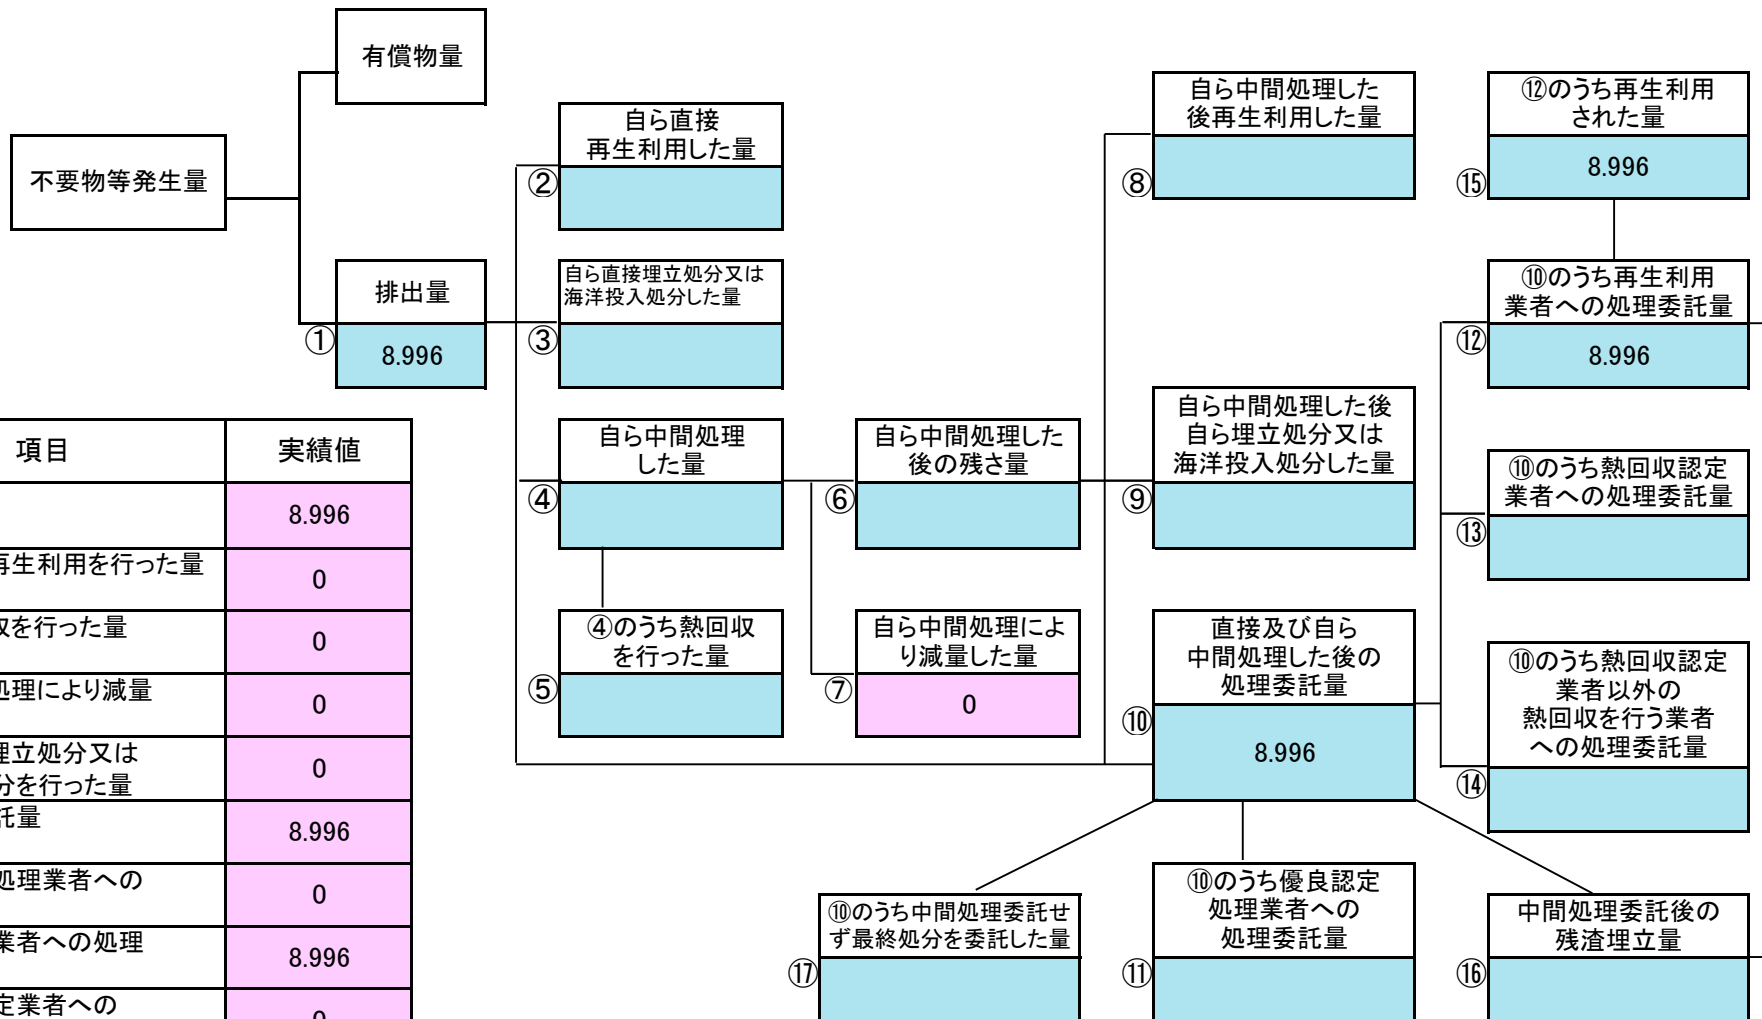 有償物量
不要物等発生量
排出量
①
8.996
自ら直接
再生利用した量
②
自ら直接埋立処分又は
海洋投入処分した量
③
自ら中間処理
した量
④
④のうち熱回収
を行った量
⑤
自ら中間処理した
後の残さ量
⑥
自ら中間処理によ
り減量した量
⑦
0
自ら中間処理した
後再生利用した量
⑧
自ら中間処理した後
自ら埋立処分又は
海洋投入処分した量
⑨
直接及び自ら
中間処理した後の
処理委託量
⑩
8.996
⑫のうち再生利用
された量
⑮
8.996
⑩のうち再生利用
業者への処理委託量
⑫
8.996
⑩のうち熱回収認定
業者への処理委託量
⑬
⑩のうち熱回収認定
業者以外の
熱回収を行う業者
への処理委託量
⑭
⑩のうち中間処理委託せ
ず最終処分を委託した量
⑰
⑩のうち優良認定
処理業者への
処理委託量
⑪
中間処理委託後の
残渣埋立量
⑯
項目
実績値
8.996
再生利用を行った量
0
収を行った量
0
処理により減量
0
埋立処分又は
分を行った量
0
託量
8.996
処理業者への
0
業者への処理
8.996
定業者への
0